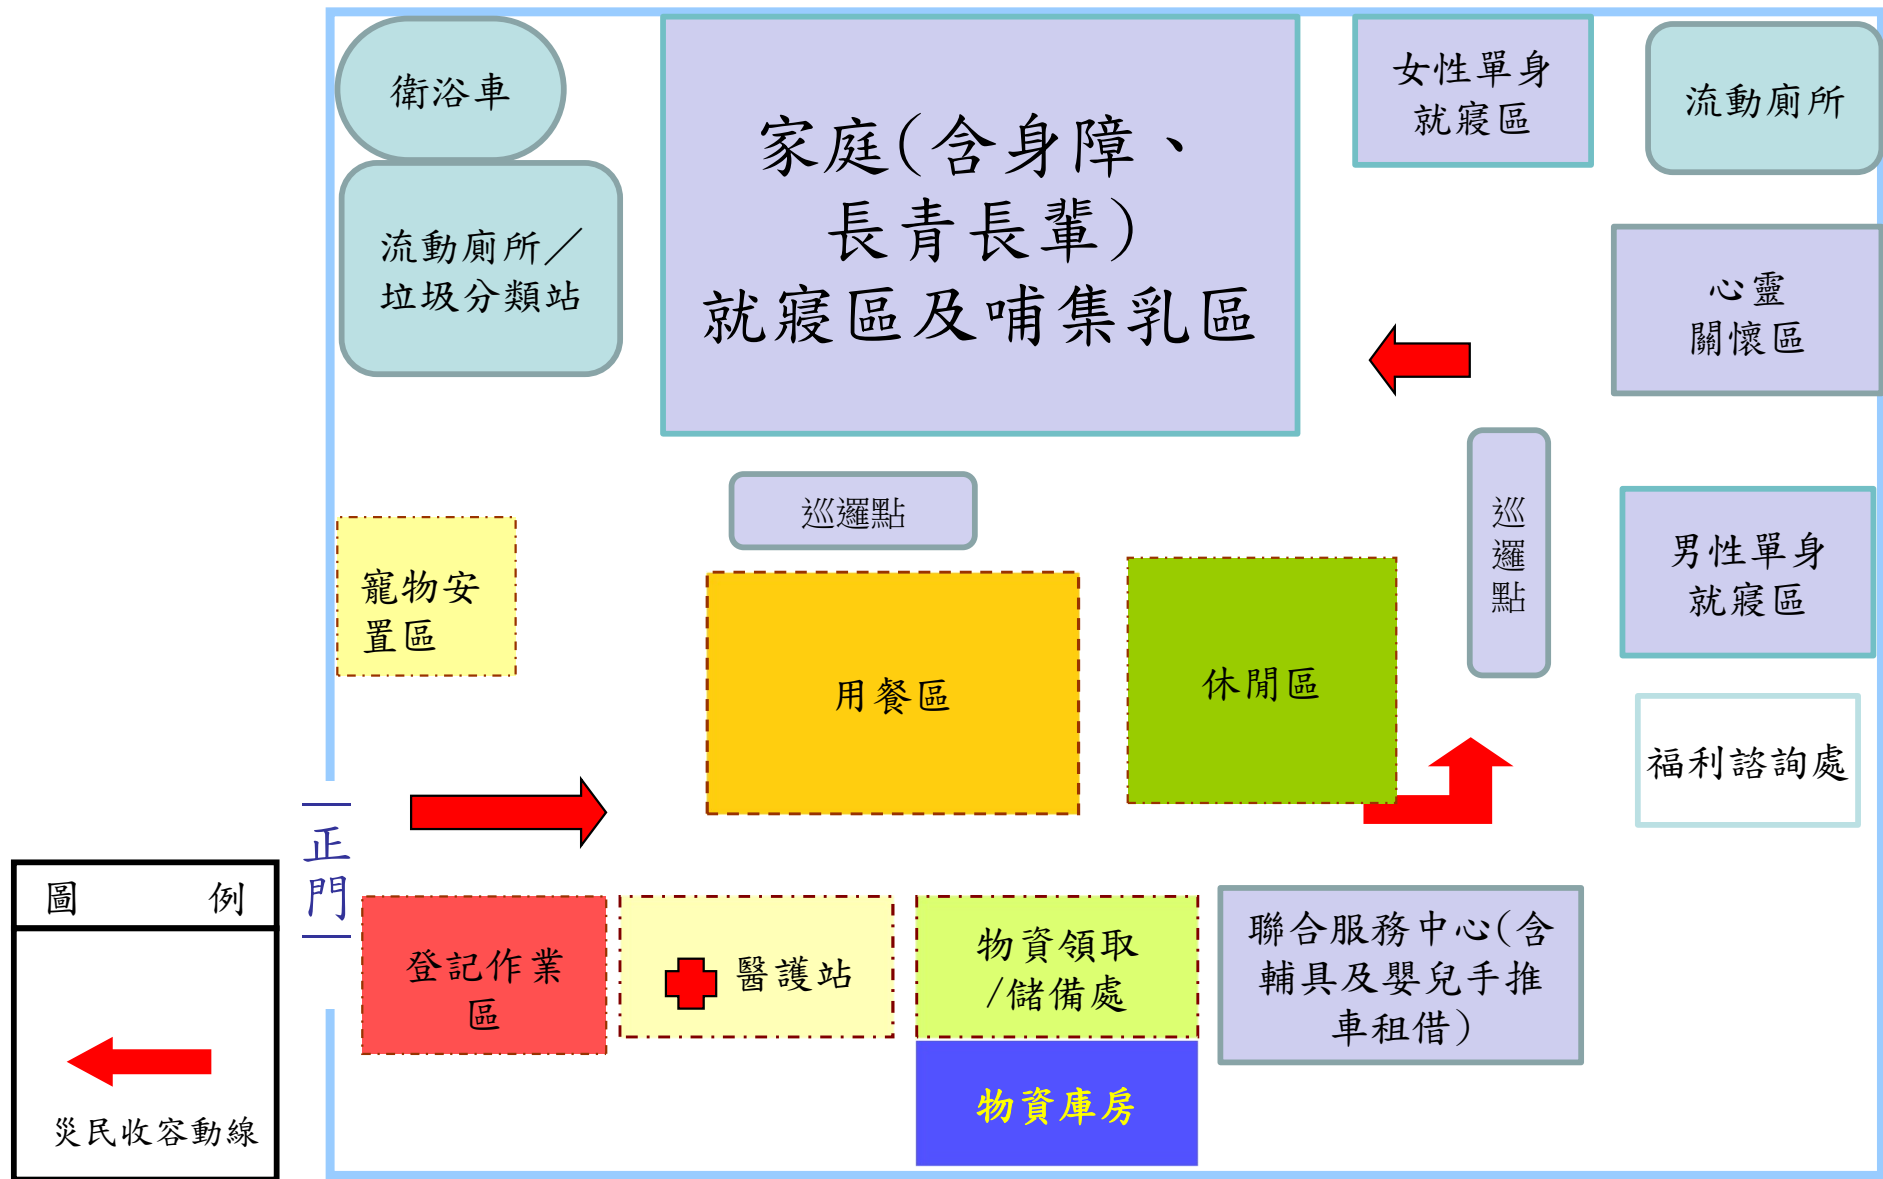 衛浴車
家庭(含身障、
長青長輩)
就寢區及哺集乳區
女性單身
就寢區
流動廁所
流動廁所／
垃圾分類站
心靈
關懷區
巡邏點
巡邏點
寵物安
置區
男性單身
就寢區
用餐區
休閒區
福利諮詢處
正門
登記作業
區
醫護站
物資領取
/儲備處
聯合服務中心(含
輔具及嬰兒手推
車租借)
物資庫房
圖 例
災民收容動線